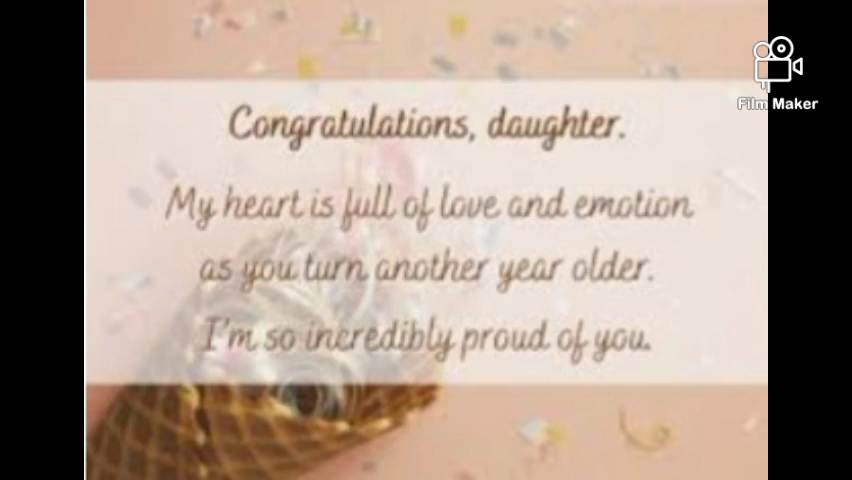 Congratulations, daughter.
My heart is full of love and emotion
as you turn another year older.
I'm so incredibly proud of you.
Film Maker